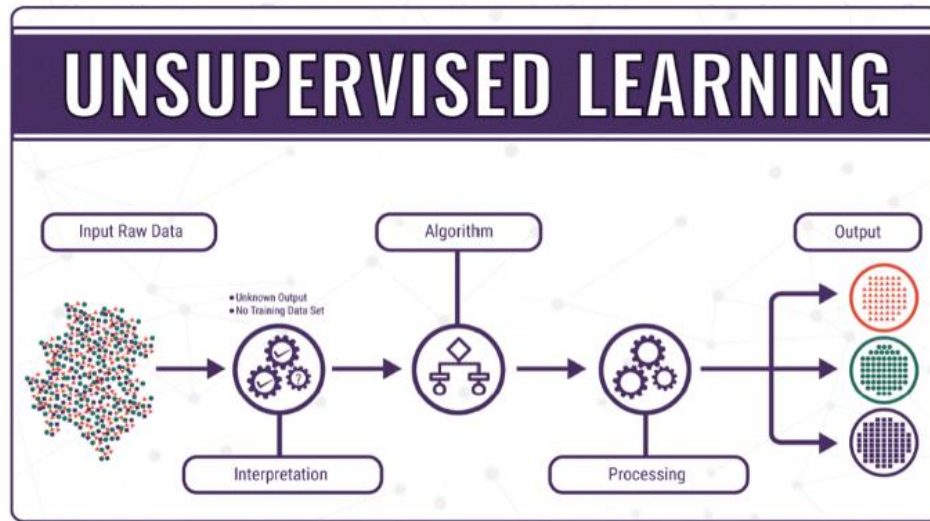 UNSUPERVISED LEARNING
Input Raw Data
Algorithm
Output
• Unknown Output
• No Training Data Set
?
Interpretation
Processing